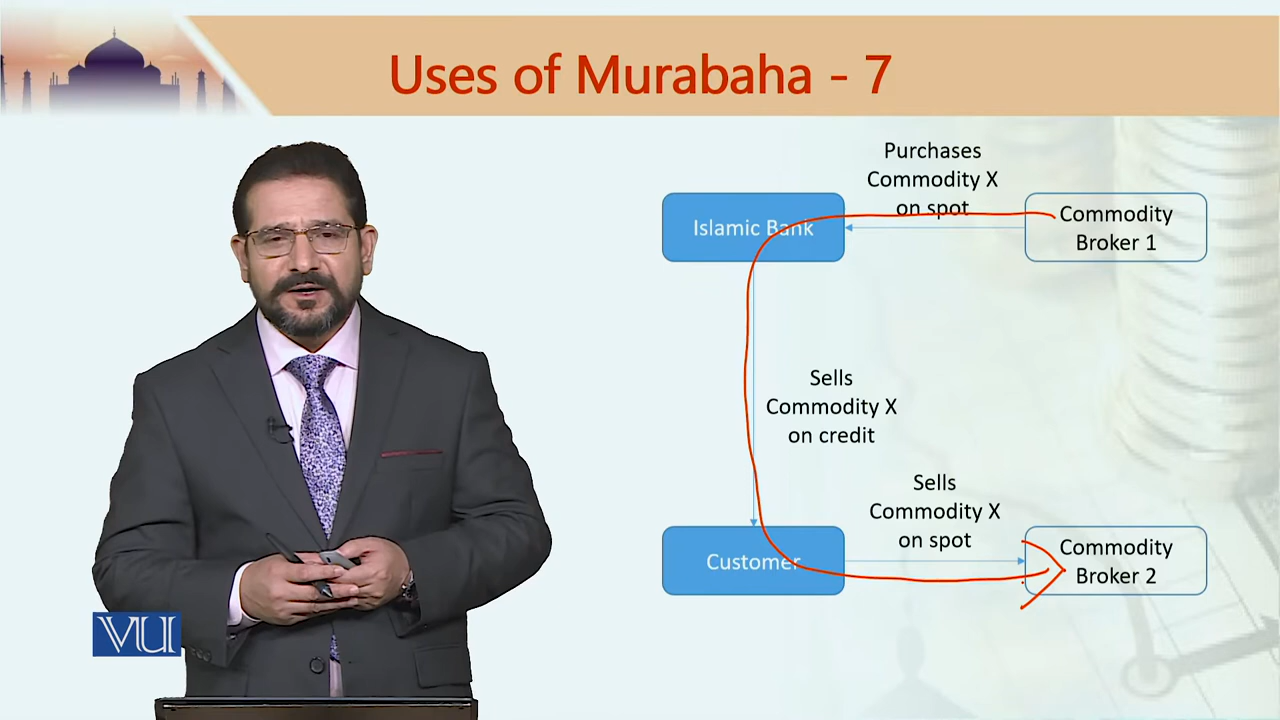 Uses of Murabaha - 7
Purchases
Commodity X
on spot
Islamic Bank
Commodity
Broker 1
Sells
Commodity X
on credit
Sells
Commodity X
on spot
Customer
Commodity
Broker 2
VU